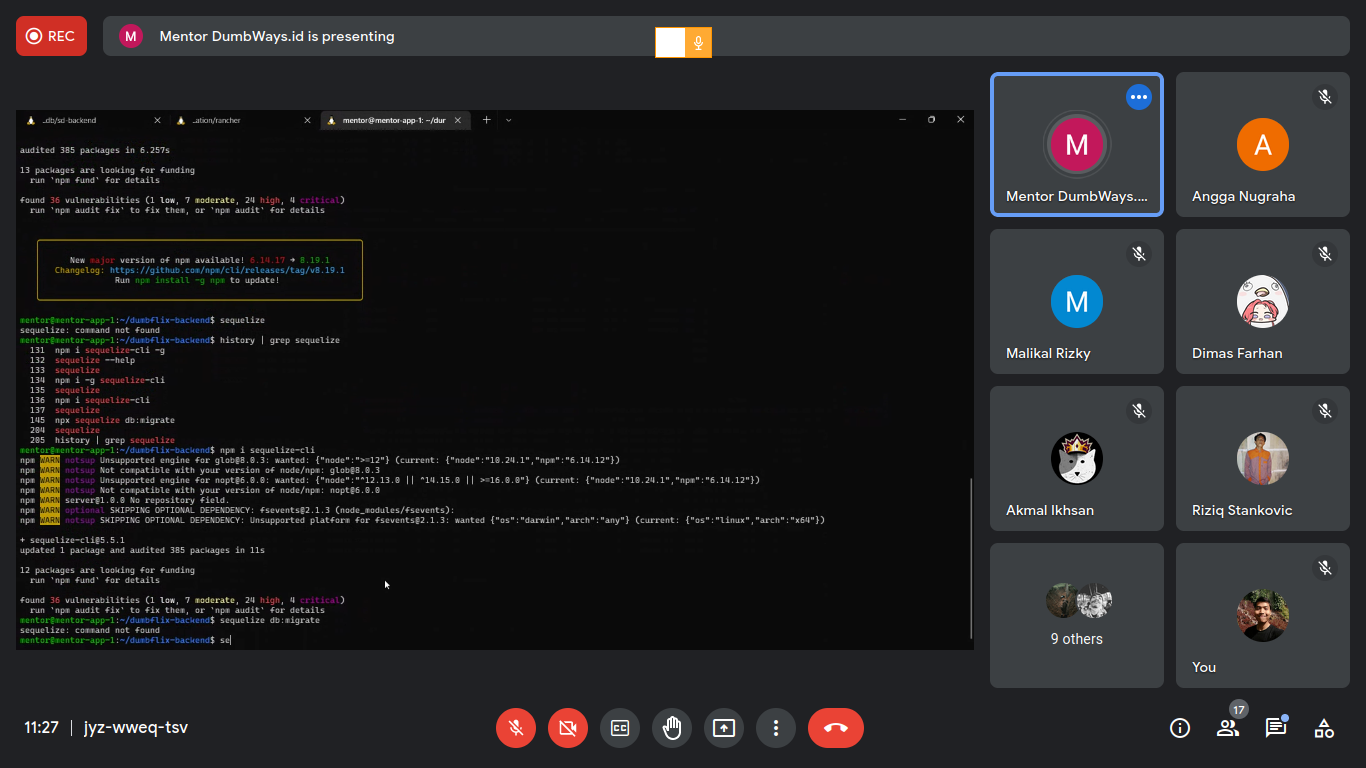 REC
M
Mentor DumbWays.id is presenting
_db/sd-backend
_ation/rancher
mentor@mentor-app-1: ~/dur
audited 385 packages in 6.257s
13 packages are looking for funding
run `npm fund` for details
found 36 vulnerabilities (1 low, 7 moderate, 24 high, 4 critical)
run `npm audit fix` to fix them, or `npm audit` for details
New major version of npm available! 6.14.17 → 8.19.1
Changelog: https://github.com/npm/cli/releases/tag/v8.19.1
Run npm install -g npm to update!
mentor@mentor-app-1:~/dumbflix-backend$ sequelize
sequelize: command not found
mentor@mentor-app-1:~/dumbflix-backend$ history | grep sequelize
131 npm i sequelize-cli -g
132 sequelize --help
133 sequelize
134 npm i -g sequelize-cli
135 sequelize
136 npm i sequelize-cli
137 sequelize
145 npx sequelize db:migrate
204 sequelize
205 history | grep sequelize
mentor@mentor-app-1:~/dumbflix-backend$ npm i sequelize-cli
npm WARN notsup Unsupported engine for glob@8.0.3: wanted: {"node":">=12"} (current: {"node":"10.24.1","npm":"6.14.12"})
npm WARN notsup Not compatible with your version of node/npm: glob@8.0.3
npm WARN notsup Unsupported engine for nopt@6.0.0: wanted: {"node":"^12.13.0 || ^14.15.0 || >=16.0.0"} (current: {"node":"10.24.1","npm":"6.14.12"})
npm WARN notsup Not compatible with your version of node/npm: nopt@6.0.0
npm WARN server@1.0.0 No repository field.
npm WARN optional SKIPPING OPTIONAL DEPENDENCY: fsevents@2.1.3 (node_modules/fsevents):
npm WARN notsup SKIPPING OPTIONAL DEPENDENCY: Unsupported platform for fsevents@2.1.3: wanted {"os":"darwin","arch":"any"} (current: {"os":"linux","arch":"x64"})
+ sequelize-cli@5.5.1
updated 1 package and audited 385 packages in 11s
12 packages are looking for funding
run `npm fund` for details
found 36 vulnerabilities (1 low, 7 moderate, 24 high, 4 critical)
run `npm audit fix` to fix them, or `npm audit` for details
mentor@mentor-app-1:~/dumbflix-backend$ sequelize db:migrate
sequelize: command not found
mentor@mentor-app-1:~/dumbflix-backend$ se
M
Mentor DumbWays....
A
Angga Nugraha
M
Malikal Rizky
Dimas Farhan
Akmal Ikhsan
Riziq Stankovic
9 others
You
11:27 | jyz-wweq-tsv
CC
17